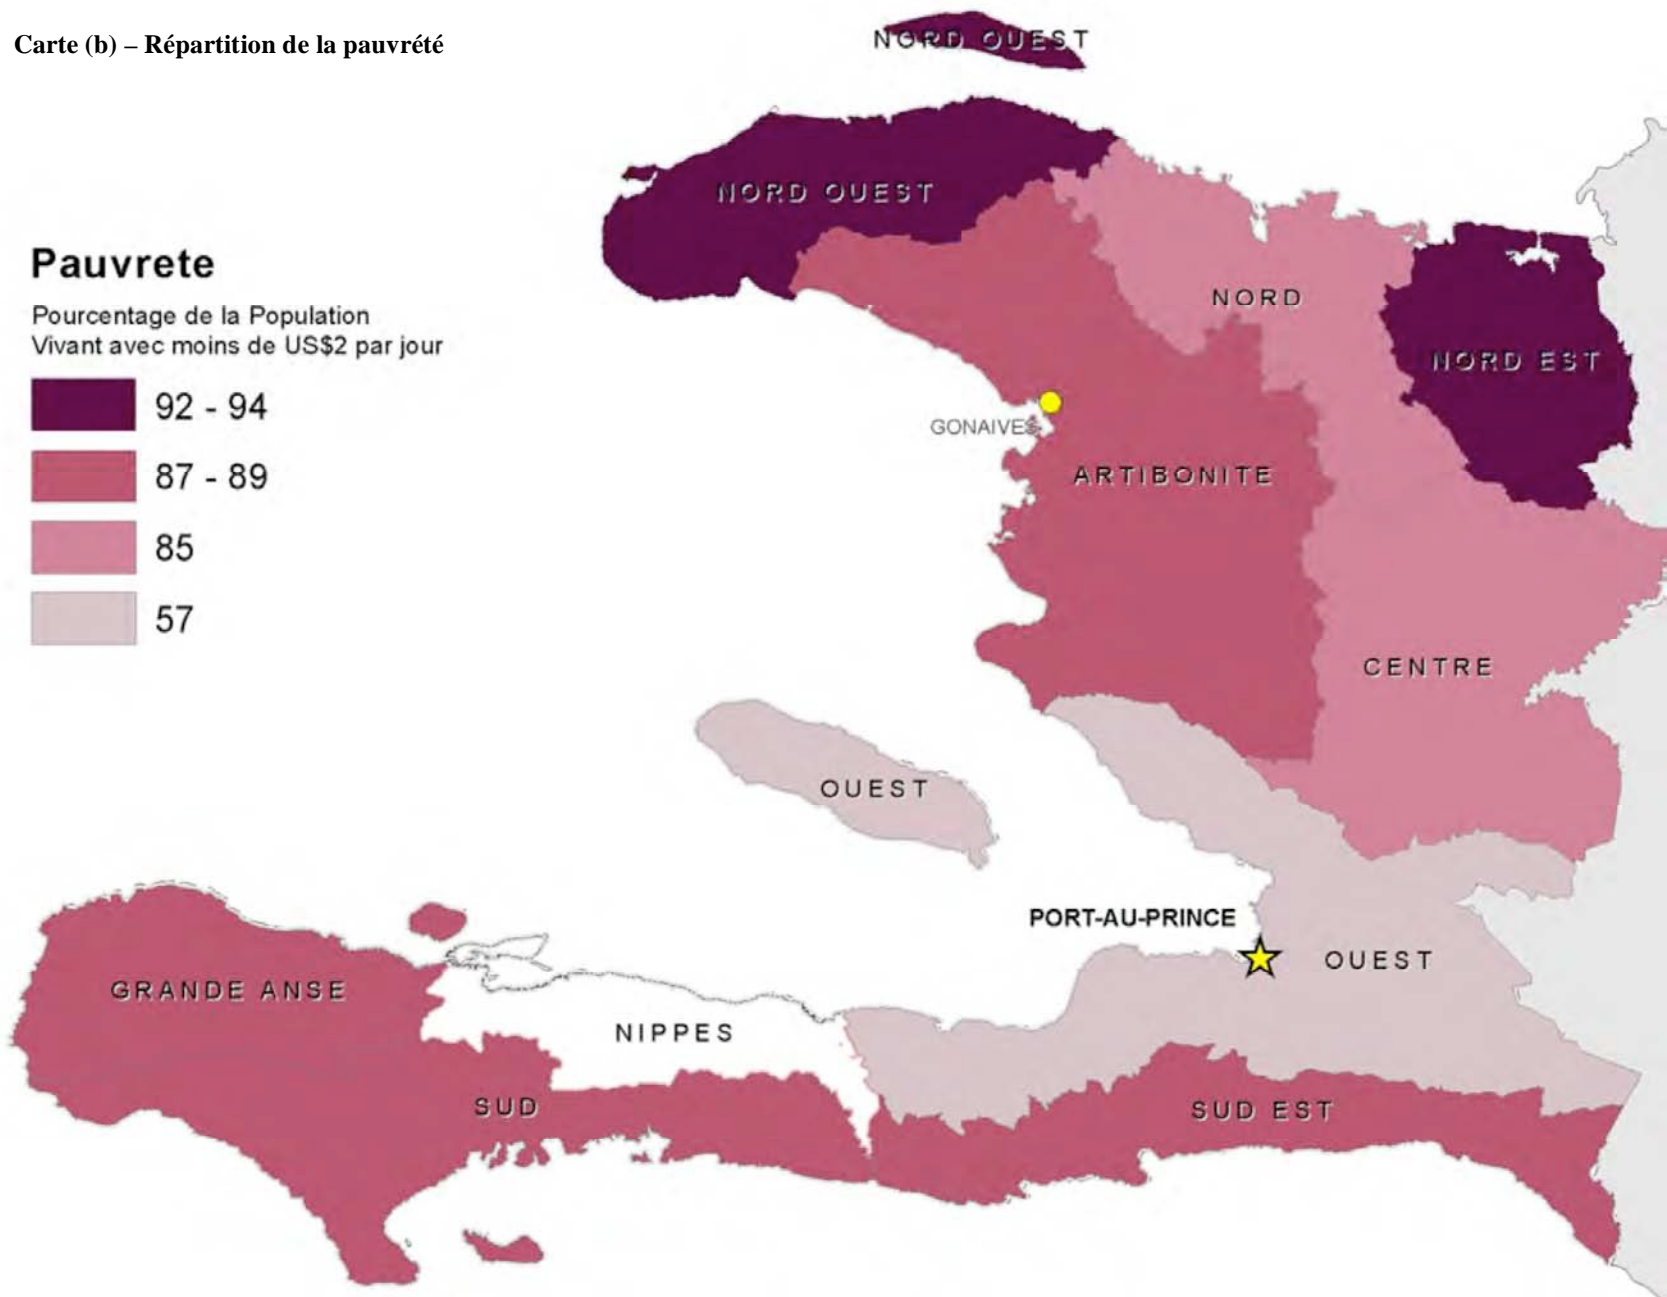 Carte (b) – Répartition de la pauvrété
NORD OUEST
NORD OUEST
Pauvrete
Pourcentage de la Population
Vivant avec moins de US$2 par jour
92 - 94
87 - 89
85
57
NORD
NORD EST
GONAIVES
ARTIBONITE
CENTRE
OUEST
PORT-AU-PRINCE
OUEST
GRANDE ANSE
NIPPES
SUD
SUD EST